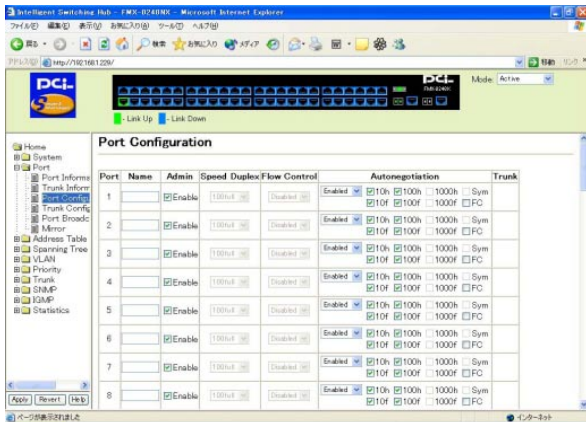 Intelligent Switching Hub - FMX-0240NX - Microsoft Internet Explorer
ファイル(F) 編集(E) 表示(V) お気に入り(A) ツール(T) ヘルプ(H)
戻る 検索 お気に入り メディア
アドレス(D) http://192.168.1.229/ 移動 リンク
PCi
PCi
Mode: Active
- Link Up - Link Down
Port Configuration
Home
System
Port
Port Informa
Trunk Inform
Port Configu
Trunk Config
Port Broadc
Mirror
Address Table
Spanning Tree
VLAN
Priority
Trunk
SNMP
IGMP
Statistics
Apply Revert Help
Port Name Admin Speed Duplex Flow Control Autonegotiation Trunk
1 Enable 100full Disabled Enabled 10h 100h 1000h Sym
10f 100f 1000f FC
2 Enable 100full Disabled Enabled 10h 100h 1000h Sym
10f 100f 1000f FC
3 Enable 100full Disabled Enabled 10h 100h 1000h Sym
10f 100f 1000f FC
4 Enable 100full Disabled Enabled 10h 100h 1000h Sym
10f 100f 1000f FC
5 Enable 100full Disabled Enabled 10h 100h 1000h Sym
10f 100f 1000f FC
6 Enable 100full Disabled Enabled 10h 100h 1000h Sym
10f 100f 1000f FC
7 Enable 100full Disabled Enabled 10h 100h 1000h Sym
10f 100f 1000f FC
8 Enable 100full Disabled Enabled 10h 100h 1000h Sym
10f 100f 1000f FC
ページが表示されました インターネット